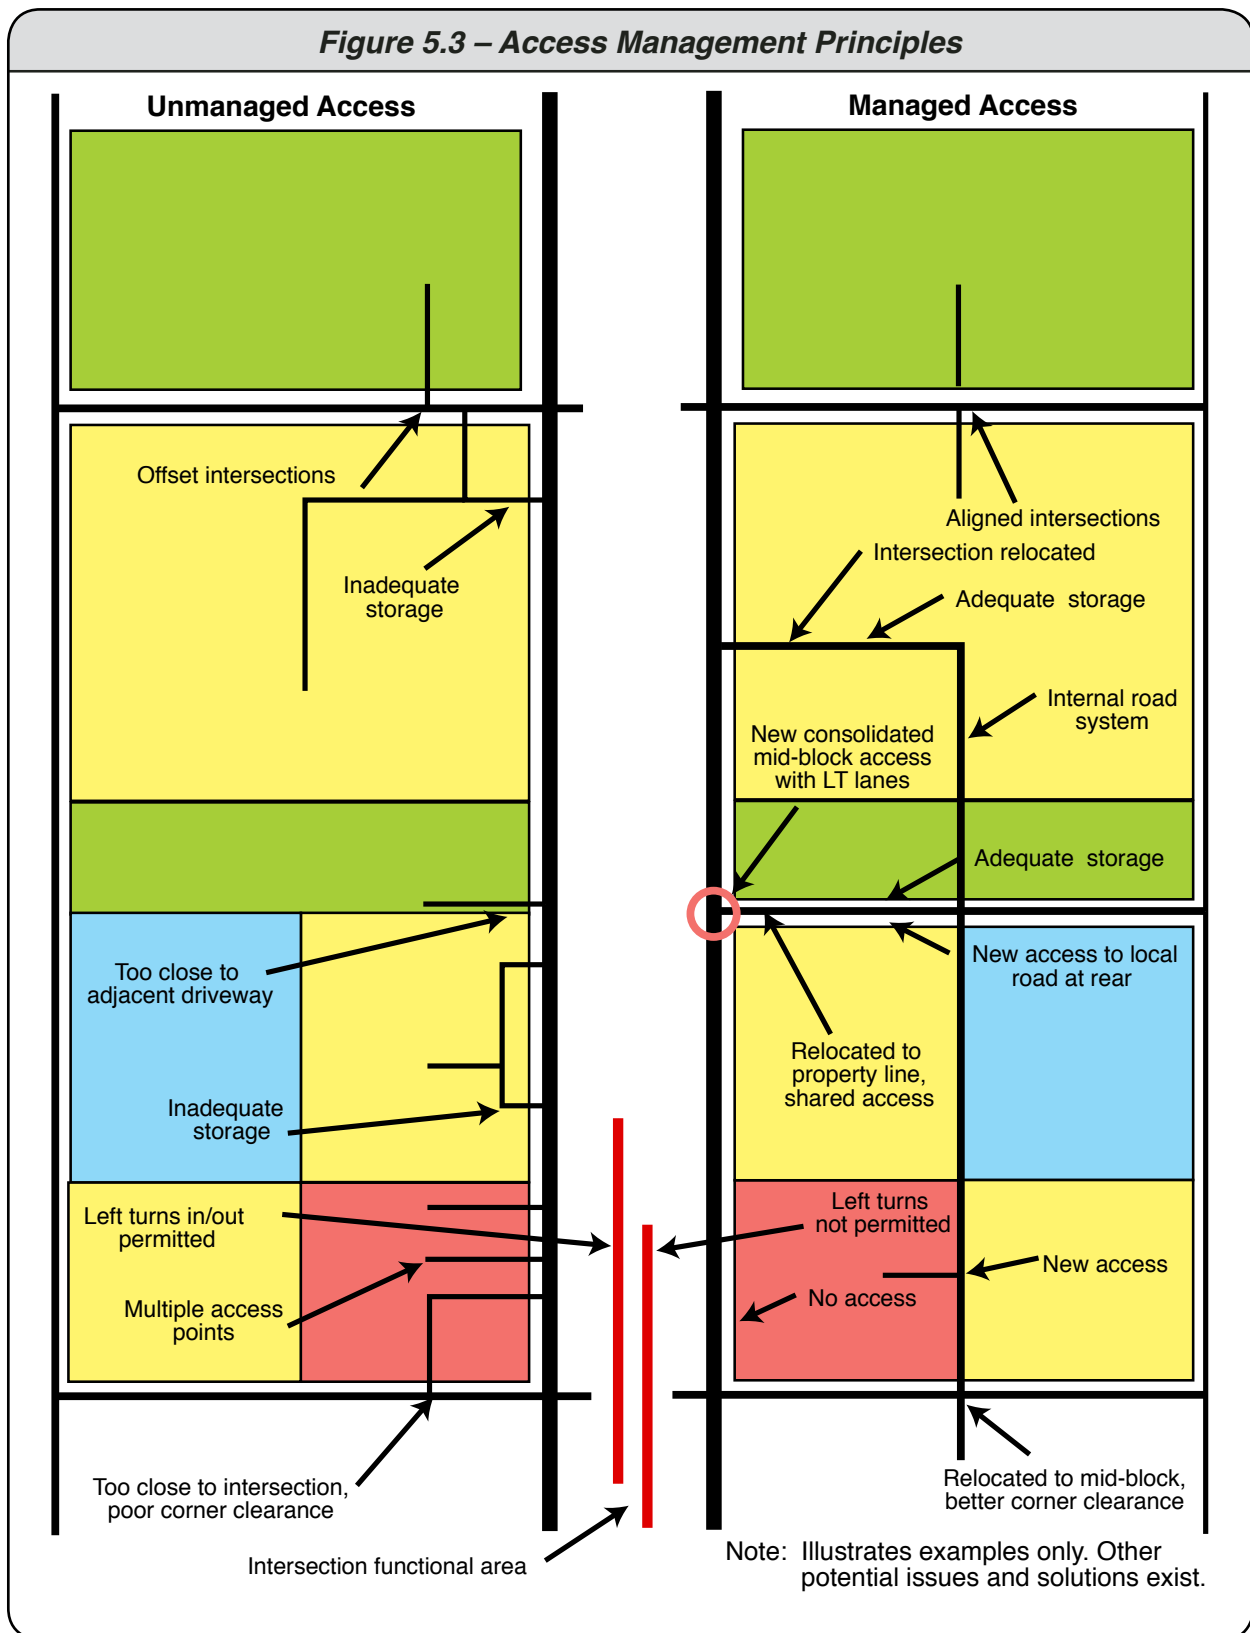 Figure 5.3 – Access Management Principles
Unmanaged Access
Offset intersections
Inadequate
storage
Too close to
adjacent driveway
Inadequate
storage
Left turns in/out
permitted
Multiple access
points
Too close to intersection,
poor corner clearance
Intersection functional area
Managed Access
Aligned intersections
Intersection relocated
Adequate storage
Internal road
system
New consolidated
mid-block access
with LT lanes
Adequate storage
New access to local
road at rear
Relocated to
property line,
shared access
Left turns
not permitted
New access
No access
Relocated to mid-block,
better corner clearance
Note: Illustrates examples only. Other
potential issues and solutions exist.